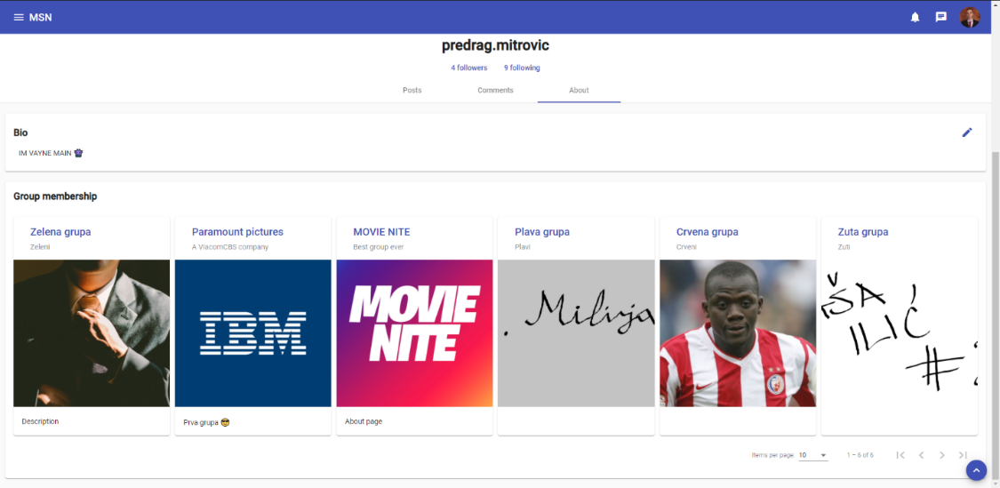 MSN
predrag.mitrovic
4 followers 9 following
Posts Comments About
Bio
IM VAYNE MAIN
Group membership
Zelena grupa
Zeleni
Description
Paramount pictures
A ViacomCBS company
IBM
Prva grupa 😎
MOVIE NITE
Best group ever
MOVIE
NITE
About page
Plava grupa
Plavi
. Milivja
Crvena grupa
Crveni
Zuta grupa
Zuti
ŠA
ILIĆ
#
Items per page: 10 1 – 6 of 6